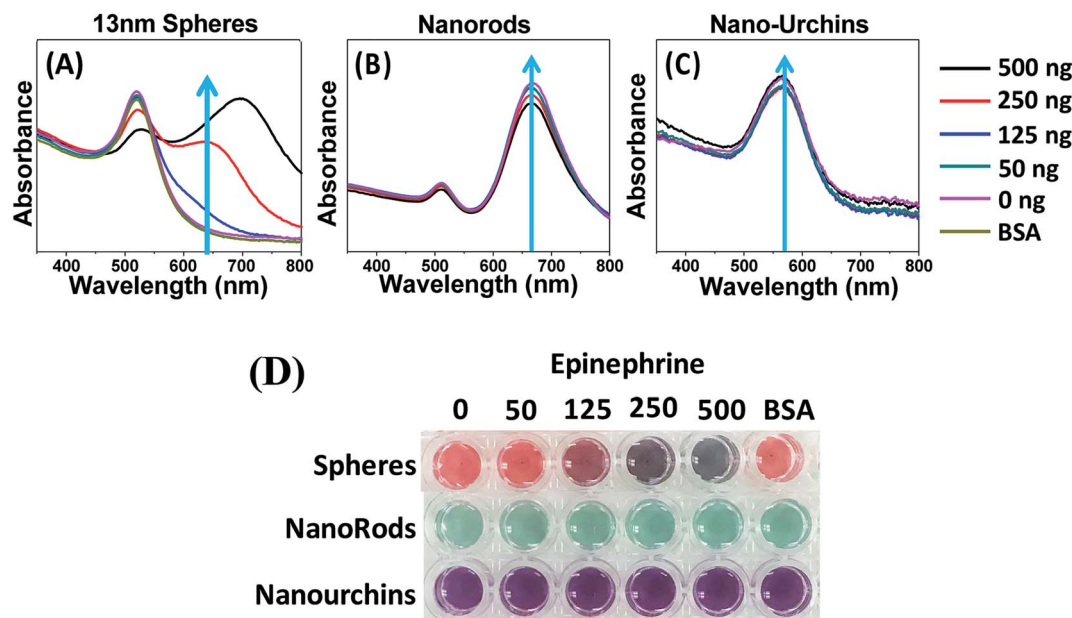 13nm Spheres
Nanorods
Nano-Urchins
(A)
(B)
(C)
Absorbance
Absorbance
Absorbance
500 ng
250 ng
125 ng
50 ng
0 ng
BSA
400 500 600 700 800
400 500 600 700 800
400 500 600 700 800
Wavelength (nm)
Wavelength (nm)
Wavelength (nm)
(D)
Epinephrine
0 50 125 250 500 BSA
Spheres
NanoRods
Nanourchins